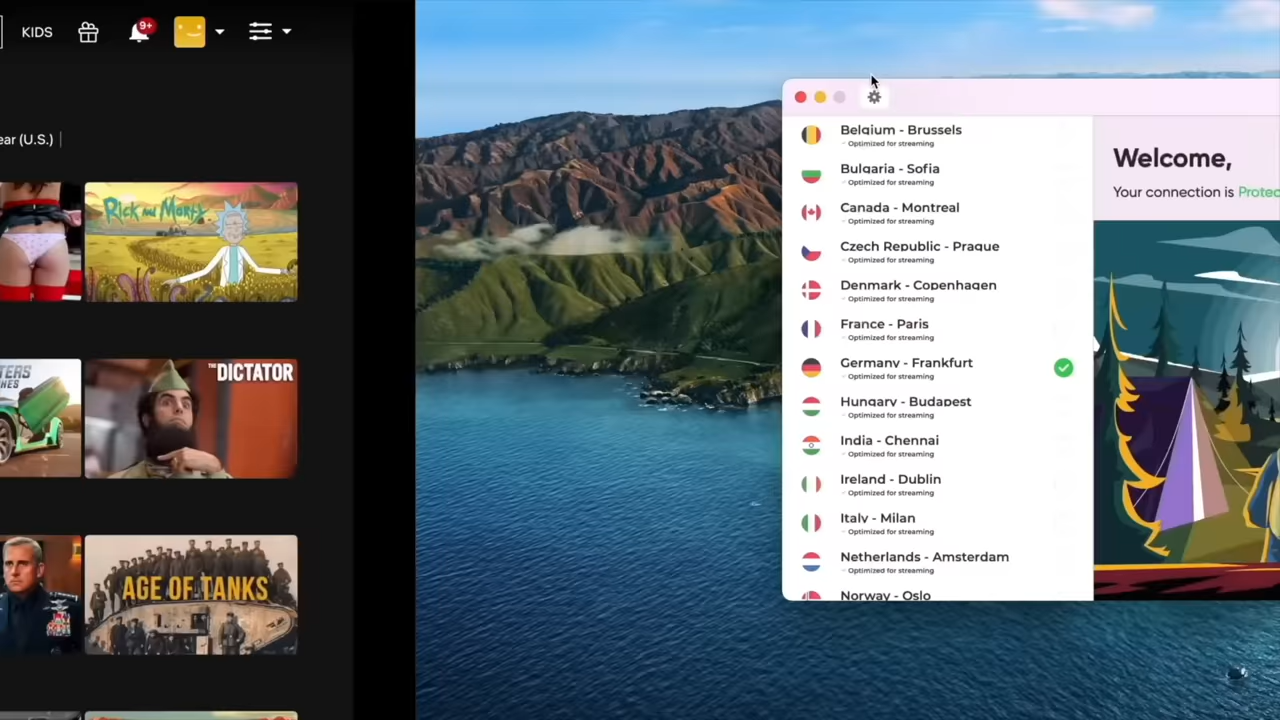 KIDS
9+
ear (U.S.)
RICK AND MORTY
TERS
HES
THE DICTATOR
AGE OF TANKS
Belgium - Brussels
Optimized for streaming
Bulgaria - Sofia
Optimized for streaming
Canada - Montreal
Optimized for streaming
Czech Republic - Prague
Optimized for streaming
Denmark - Copenhagen
Optimized for streaming
France - Paris
Optimized for streaming
Germany - Frankfurt
Optimized for streaming
Hungary - Budapest
Optimized for streaming
India - Chennai
Optimized for streaming
Ireland - Dublin
Optimized for streaming
Italy - Milan
Optimized for streaming
Netherlands - Amsterdam
Optimized for streaming
Norway - Oslo
Welcome,
Your connection is Protec